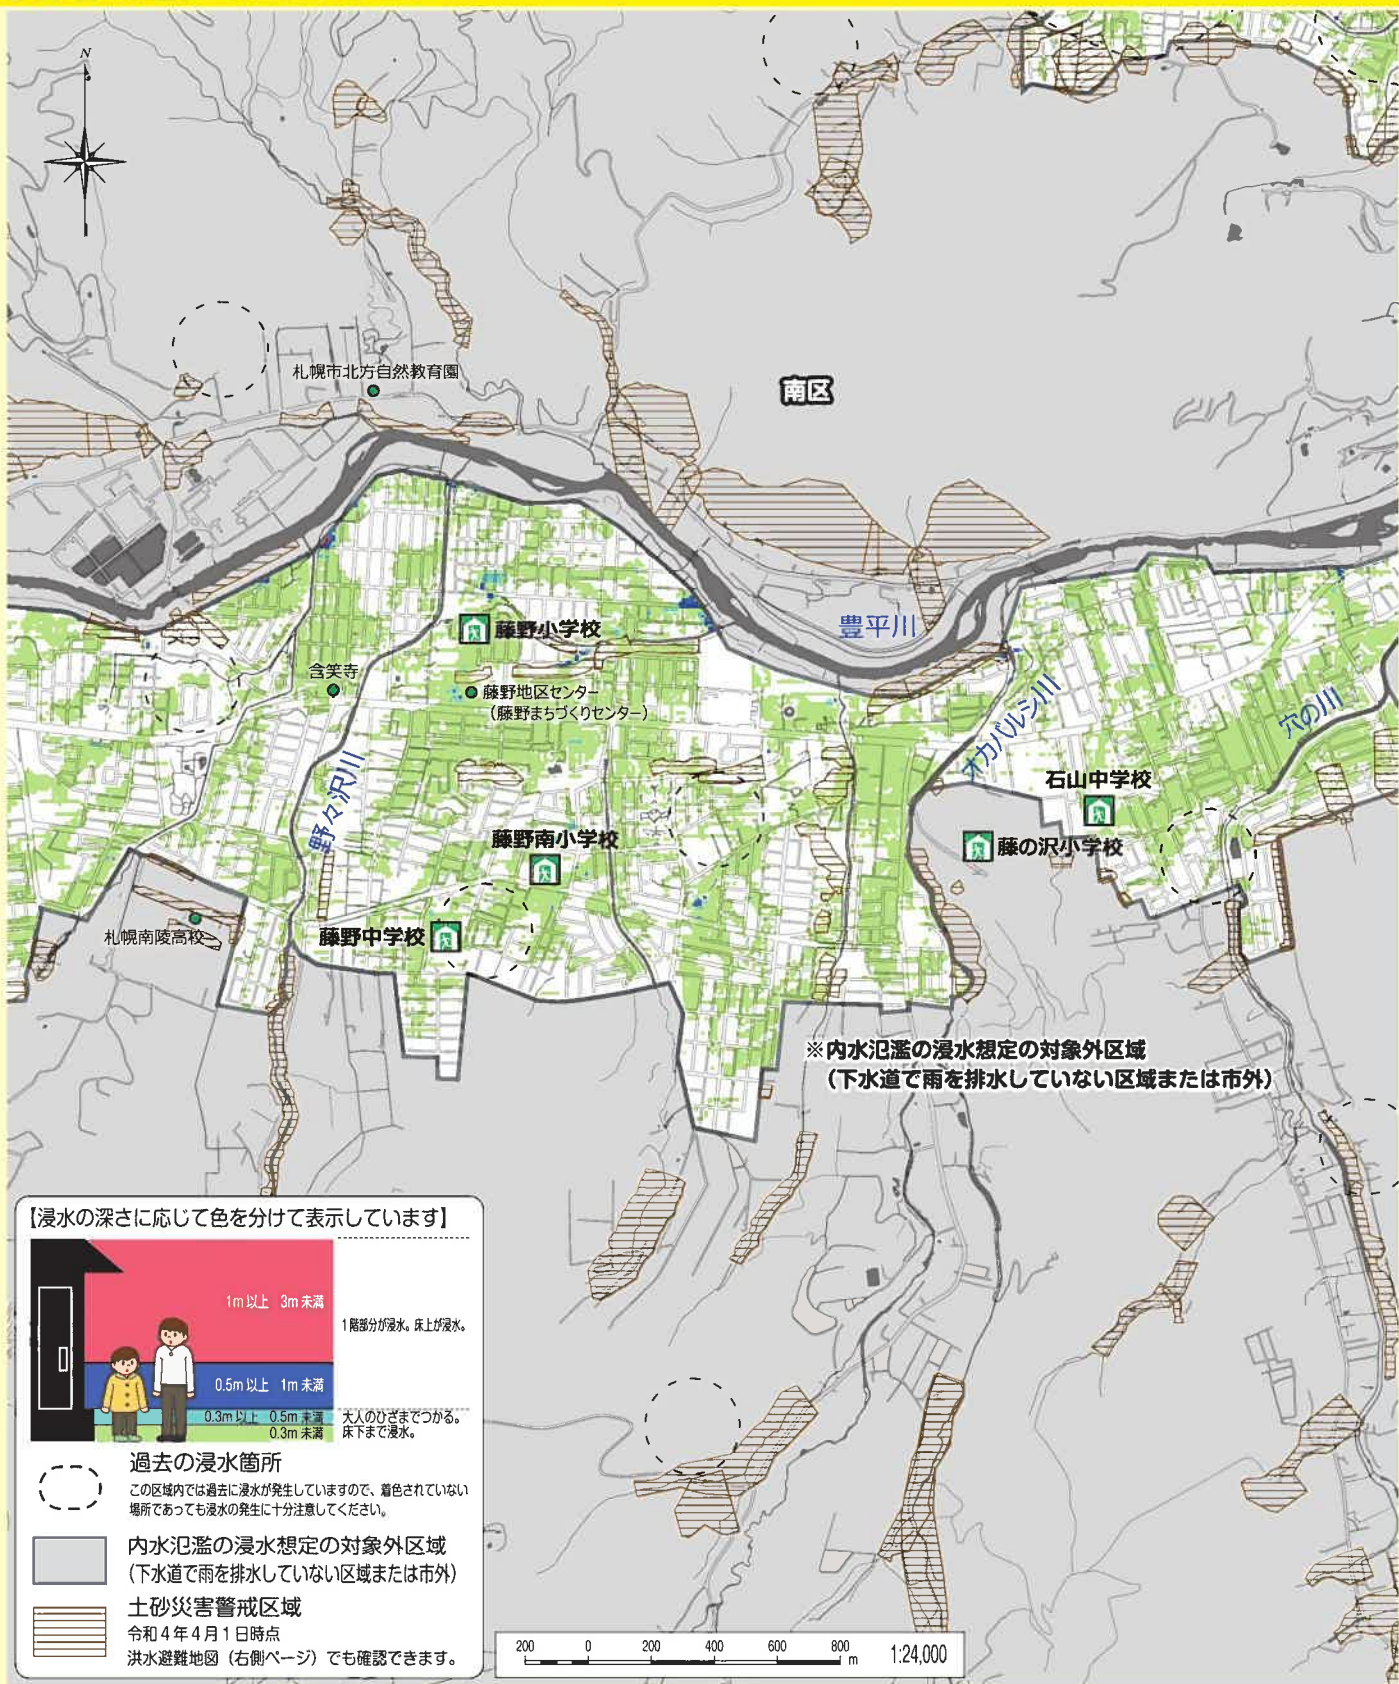 N
札幌市北方自然教育園
南区
豊平川
藤野小学校
含笑寺
藤野地区センター
(藤野まちづくりセンター)
オカバルシ川
穴の川
野々沢川
石山中学校
藤野南小学校
藤の沢小学校
札幌南陵高校
藤野中学校
※内水氾濫の浸水想定の対象外区域
(下水道で雨を排水していない区域または市外)
【浸水の深さに応じて色を分けて表示しています】
1m以上 3m未満
1階部分が浸水。床上が浸水。
0.5m以上 1m未満
0.3m以上 0.5m未満
0.3m未満
大人のひざまでつかる。
床下まで浸水。
過去の浸水箇所
この区域内では過去に浸水が発生していますので、着色されていない
場所であっても浸水の発生に十分注意してください。
内水氾濫の浸水想定の対象外区域
(下水道で雨を排水していない区域または市外)
土砂災害警戒区域
令和4年4月1日時点
洪水避難地図(右側ページ)でも確認できます。
200 0 200 400 600 800 m 1:24,000